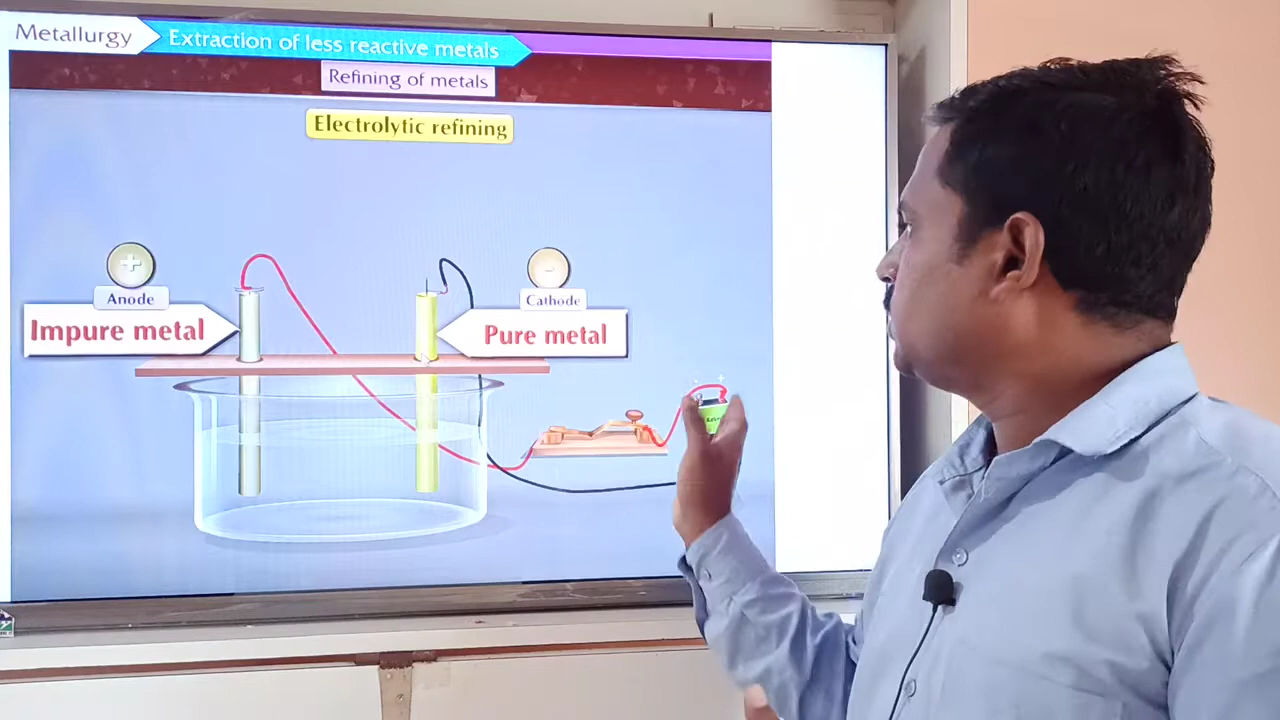 Metallurgy
Extraction of less reactive metals
Refining of metals
Electrolytic refining
+
-
Anode
Cathode
Impure metal
Pure metal